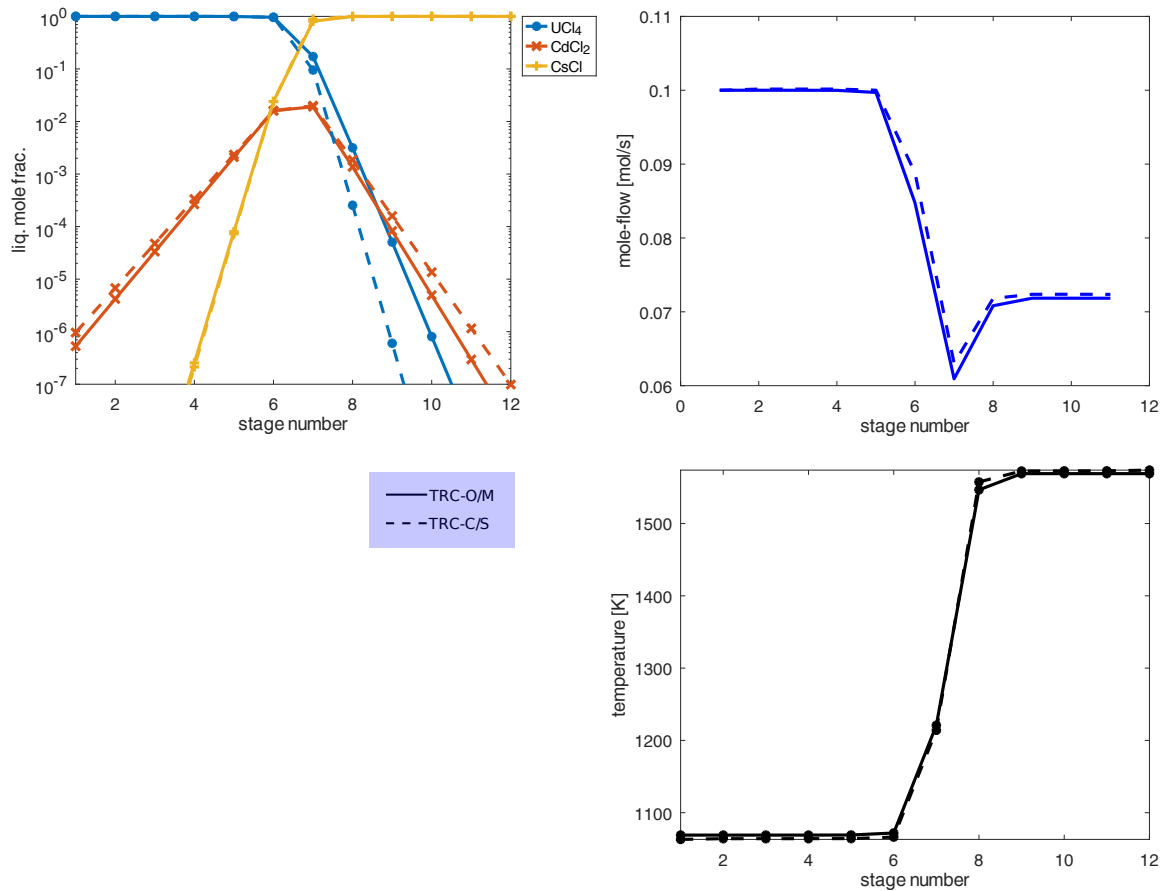 10⁰
10⁻¹
10⁻²
10⁻³
10⁻⁴
10⁻⁵
10⁻⁶
10⁻⁷
liq. mole frac.
2 4 6 8 10 12
stage number
UCl₄
CdCl₂
CsCl
0.11
0.1
0.09
0.08
0.07
0.06
mole-flow [mol/s]
0 2 4 6 8 10 12
stage number
TRC-O/M
TRC-C/S
1500
1400
1300
1200
1100
temperature [K]
2 4 6 8 10 12
stage number